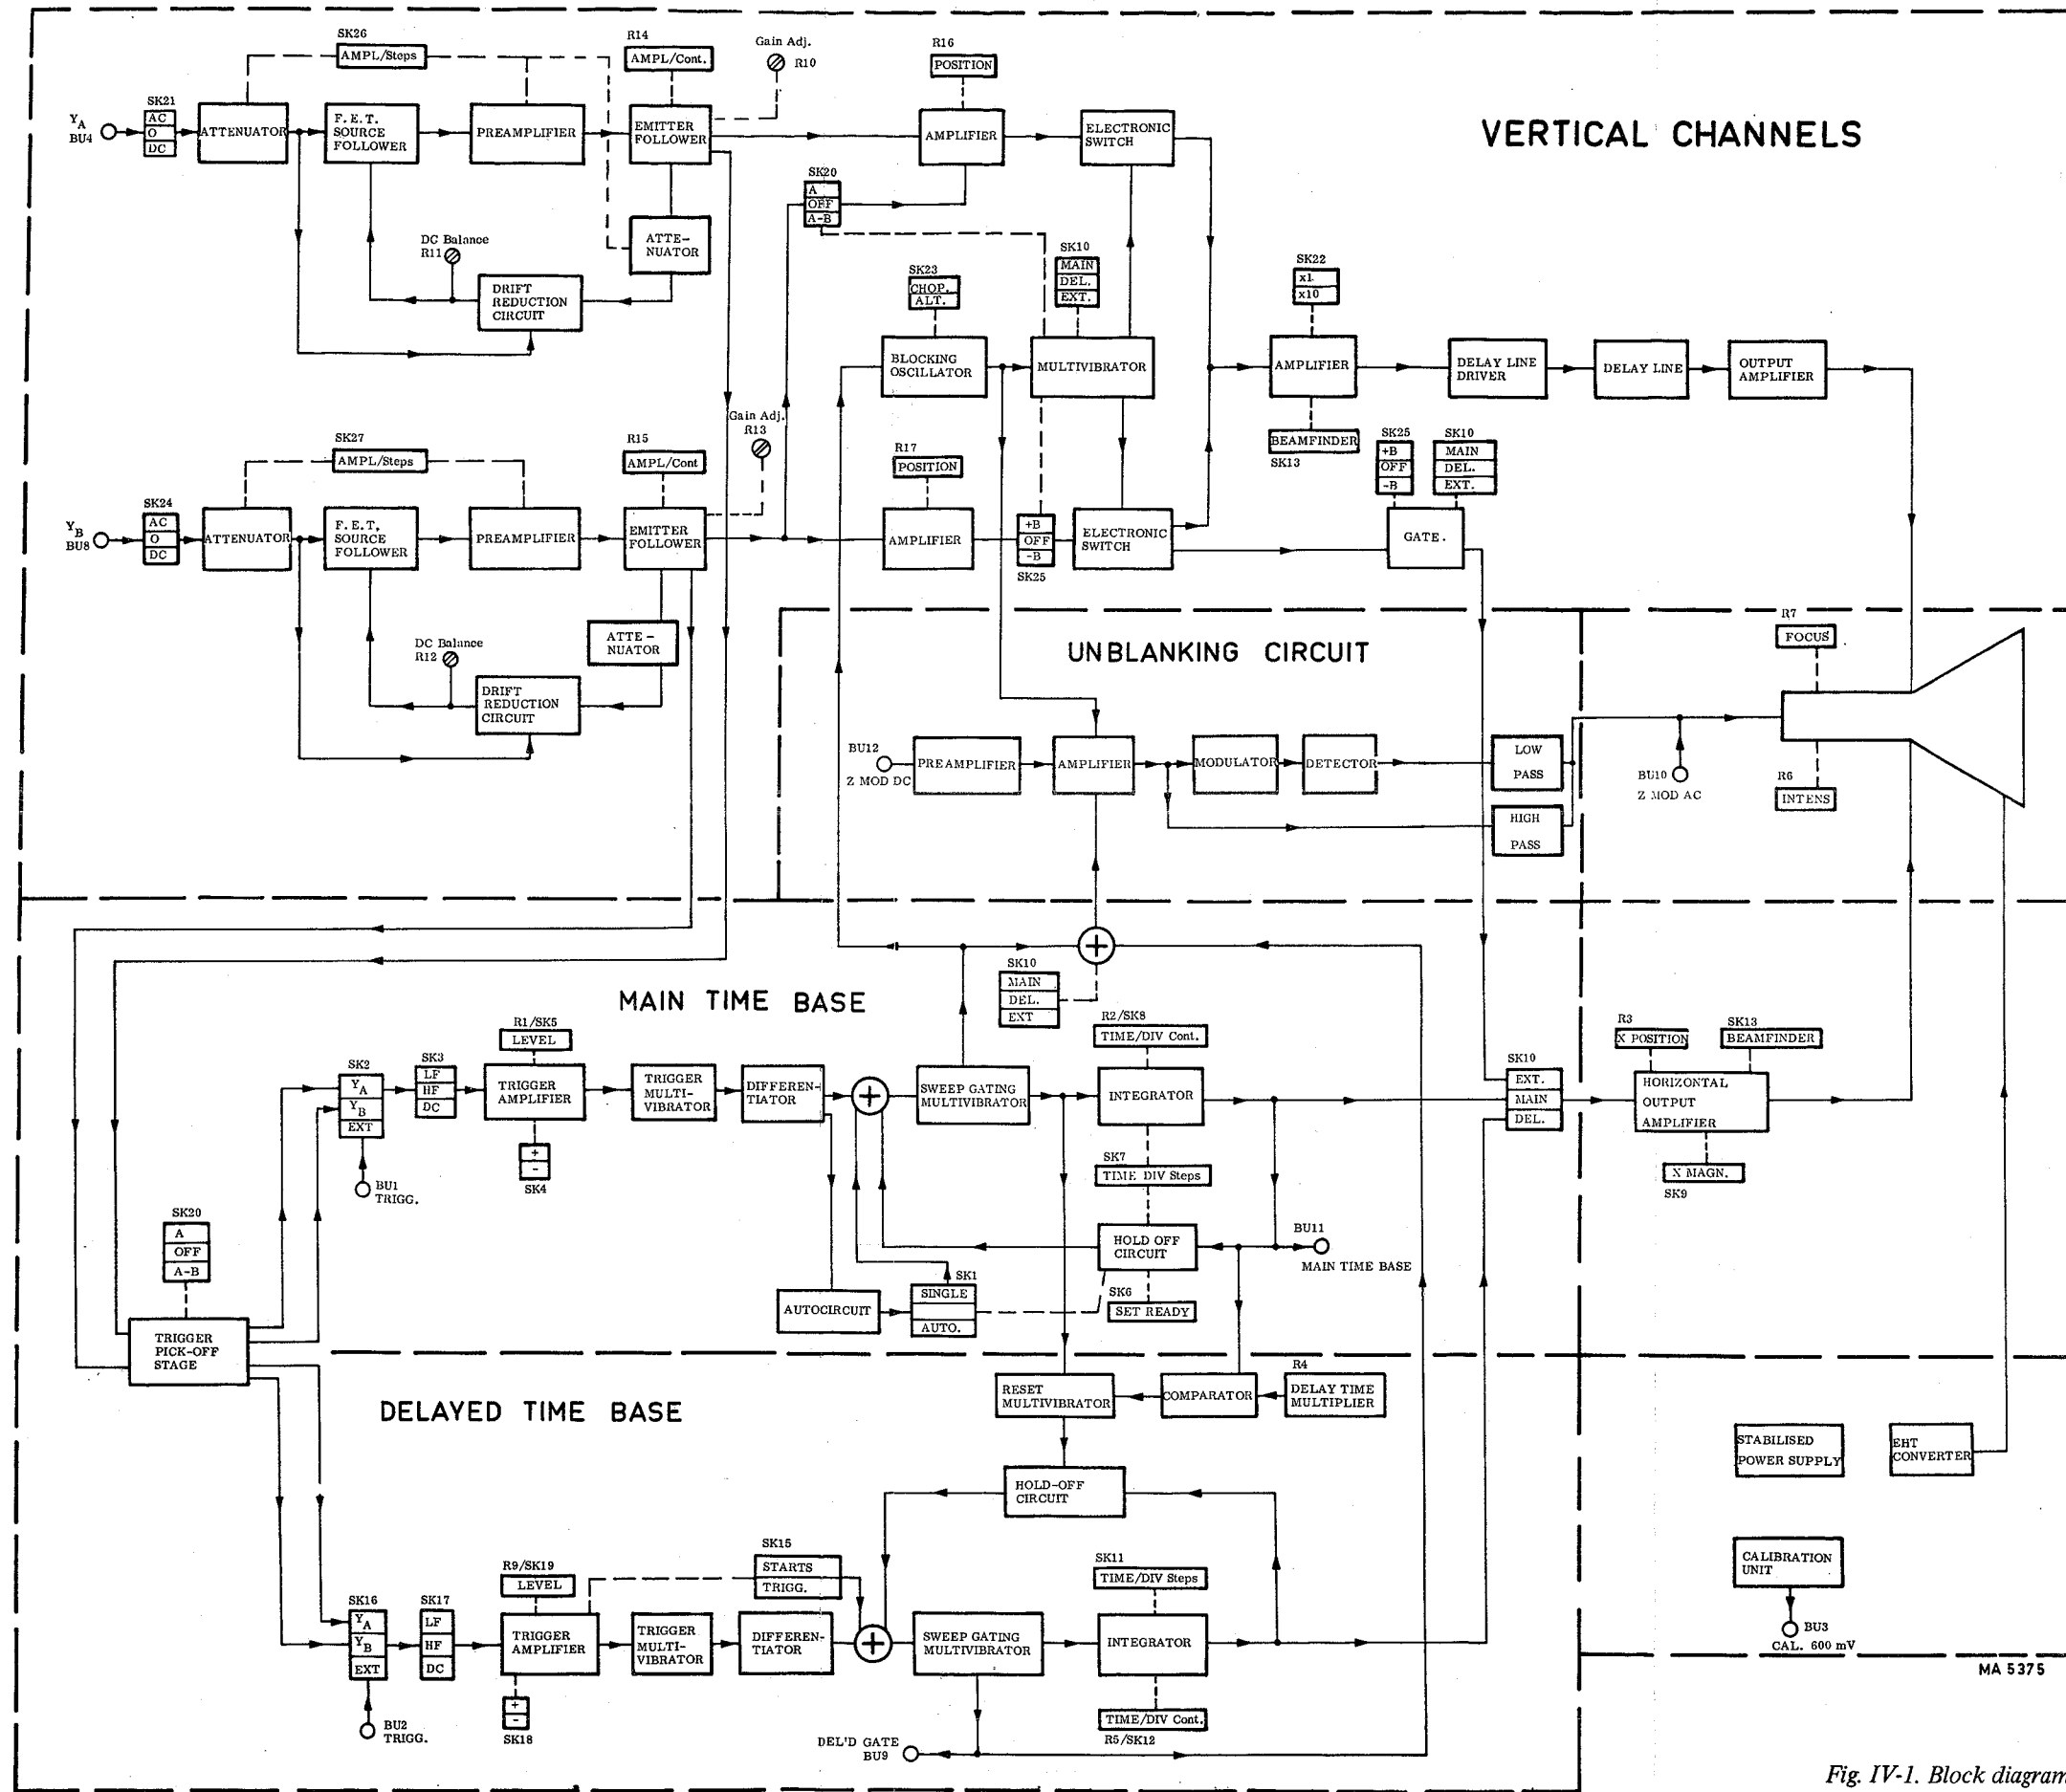 VERTICAL CHANNELS
SK26
AMPL/Steps
R14
AMPL/Cont.
Gain Adj.
R10
R16
POSITION
Y_A
BU4
SK21
AC
O
DC
ATTENUATOR
F.E.T.
SOURCE
FOLLOWER
PREAMPLIFIER
EMITTER
FOLLOWER
AMPLIFIER
ELECTRONIC
SWITCH
SK20
A
OFF
A-B
ATTE-
NUATOR
DC Balance
R11
DRIFT
REDUCTION
CIRCUIT
SK23
CHOP.
ALT.
SK10
MAIN
DEL.
EXT.
SK22
x1
x10
BLOCKING
OSCILLATOR
MULTIVIBRATOR
AMPLIFIER
DELAY LINE
DRIVER
DELAY LINE
OUTPUT
AMPLIFIER
BEAMFINDER
SK13
SK27
AMPL/Steps
R15
AMPL/Cont
Gain Adj.
R13
R17
POSITION
SK25
+B
OFF
-B
SK10
MAIN
DEL.
EXT.
Y_B
BU8
SK24
AC
O
DC
ATTENUATOR
F.E.T,
SOURCE
FOLLOWER
PREAMPLIFIER
EMITTER
FOLLOWER
AMPLIFIER
+B
OFF
-B
SK25
ELECTRONIC
SWITCH
GATE.
ATTE-
NUATOR
DC Balance
R12
DRIFT
REDUCTION
CIRCUIT
UNBLANKING CIRCUIT
R7
FOCUS
BU12
Z MOD DC
PREAMPLIFIER
AMPLIFIER
MODULATOR
DETECTOR
LOW
PASS
HIGH
PASS
BU10
Z MOD AC
R6
INTENS
MAIN TIME BASE
SK10
MAIN
DEL.
EXT
R1/SK5
LEVEL
R2/SK8
TIME/DIV Cont.
R3
X POSITION
SK13
BEAMFINDER
SK2
Y_A
Y_B
EXT
SK3
LF
HF
DC
TRIGGER
AMPLIFIER
TRIGGER
MULTI-
VIBRATOR
DIFFEREN-
TIATOR
SWEEP GATING
MULTIVIBRATOR
INTEGRATOR
SK10
EXT.
MAIN
DEL.
HORIZONTAL
OUTPUT
AMPLIFIER
+
-
SK4
BU1
TRIGG.
SK7
TIME DIV Steps
X MAGN.
SK9
SK20
A
OFF
A-B
HOLD OFF
CIRCUIT
BU11
MAIN TIME BASE
SK1
SINGLE
AUTO.
AUTOCIRCUIT
SK6
SET READY
TRIGGER
PICK-OFF
STAGE
DELAYED TIME BASE
RESET
MULTIVIBRATOR
COMPARATOR
R4
DELAY TIME
MULTIPLIER
STABILISED
POWER SUPPLY
EHT
CONVERTER
HOLD-OFF
CIRCUIT
R9/SK19
LEVEL
SK15
STARTS
TRIGG.
SK11
TIME/DIV Steps
CALIBRATION
UNIT
BU3
CAL. 600 mV
SK16
Y_A
Y_B
EXT
SK17
LF
HF
DC
TRIGGER
AMPLIFIER
TRIGGER
MULTI-
VIBRATOR
DIFFEREN-
TIATOR
SWEEP GATING
MULTIVIBRATOR
INTEGRATOR
+
-
SK18
BU2
TRIGG.
TIME/DIV Cont.
R5/SK12
DEL'D GATE
BU9
MA 5375
Fig. IV-1. Block diagram